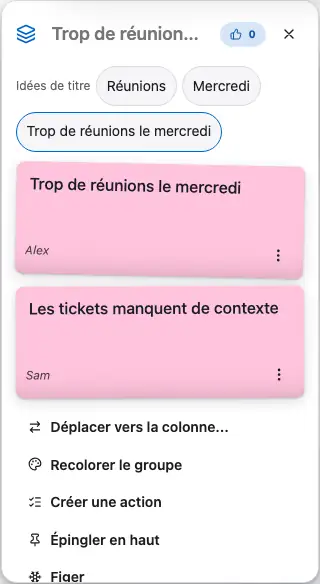 Trop de réunion... 0
Idées de titre Réunions Mercredi
Trop de réunions le mercredi
Trop de réunions le mercredi
Alex
Les tickets manquent de contexte
Sam
Déplacer vers la colonne...
Recolorer le groupe
Créer une action
Épingler en haut
Figer